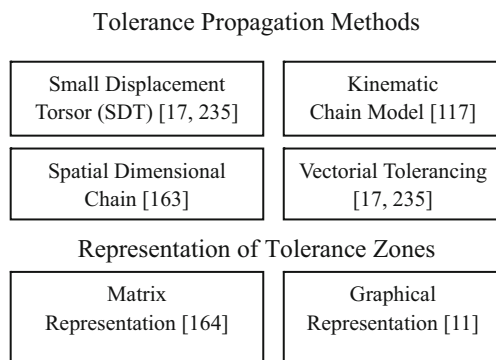 Tolerance Propagation Methods
Small Displacement
Torsor (SDT) [17, 235]
Kinematic
Chain Model [117]
Spatial Dimensional
Chain [163]
Vectorial Tolerancing
[17, 235]
Representation of Tolerance Zones
Matrix
Representation [164]
Graphical
Representation [11]